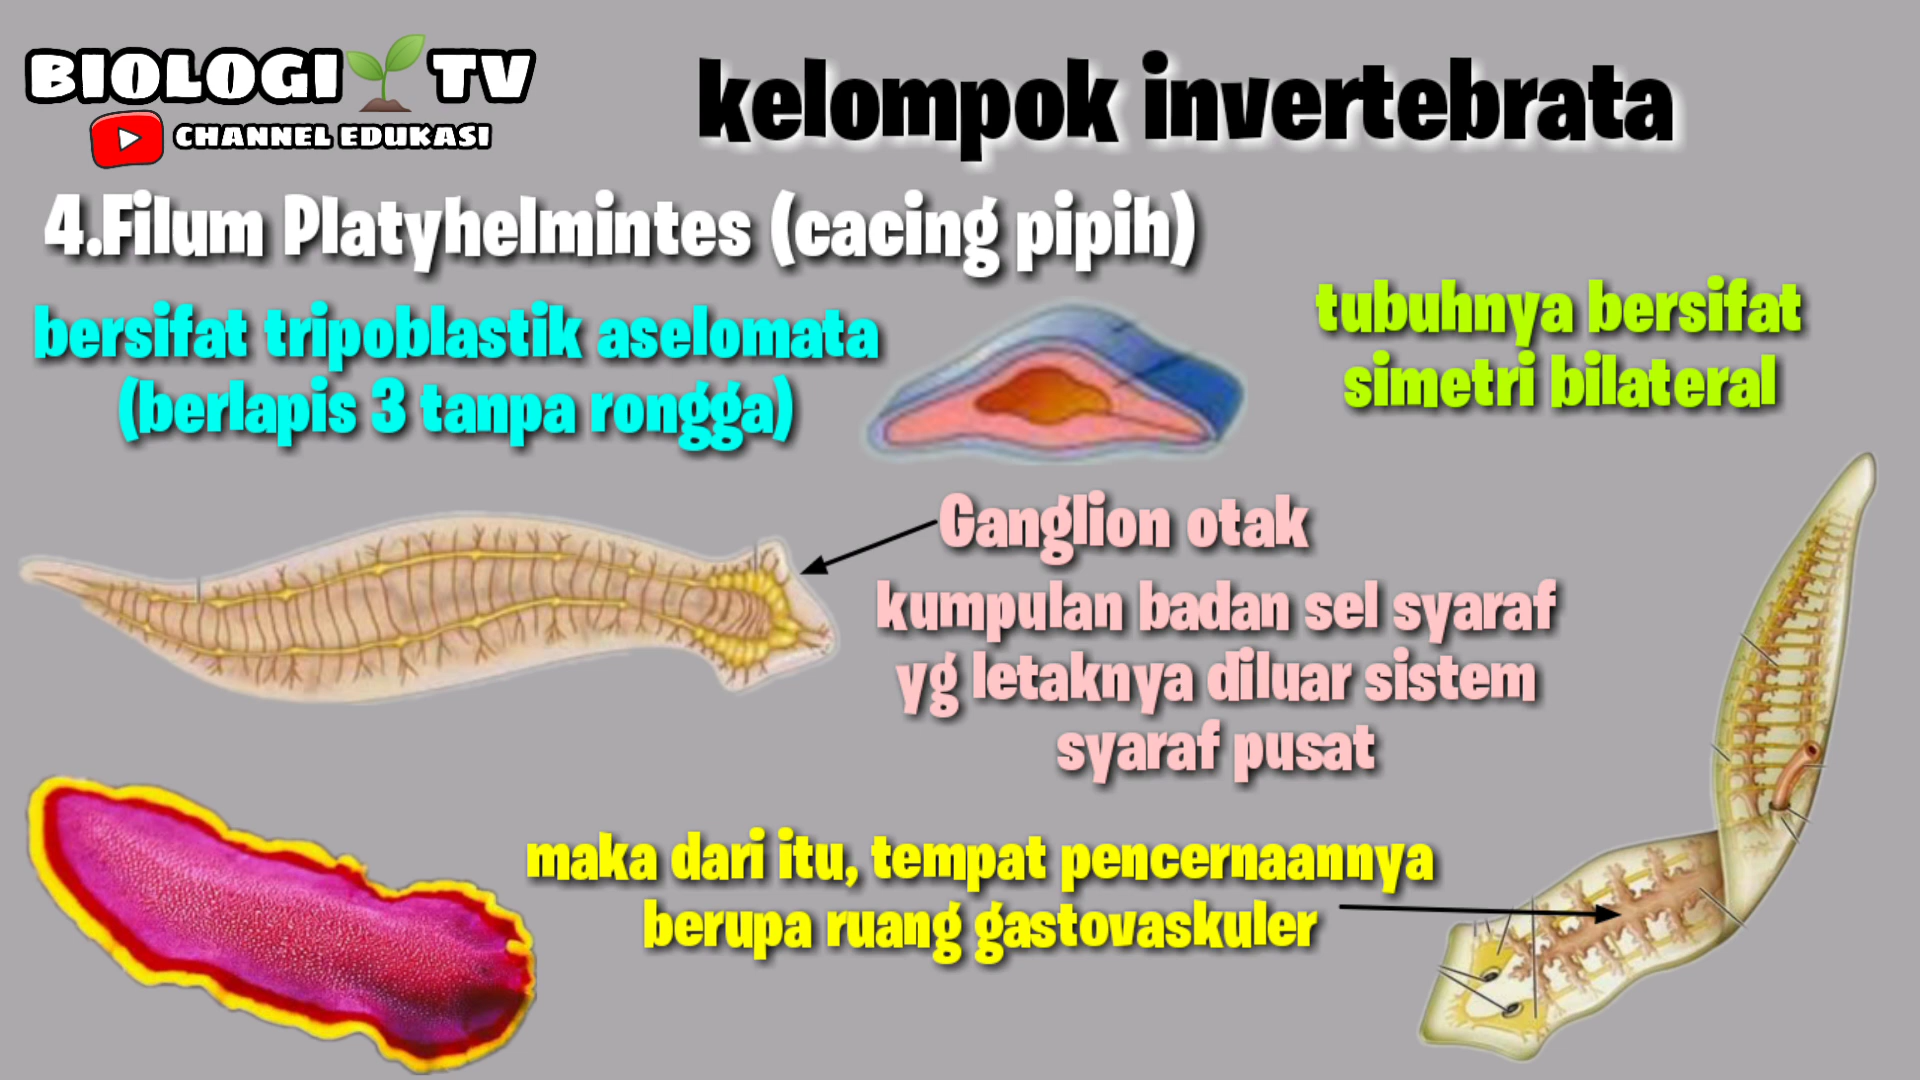 BIOLOGI TV
CHANNEL EDUKASI
kelompok invertebrata
4.Filum Platyhelmintes (cacing pipih)
bersifat tripoblastik aselomata
(berlapis 3 tanpa rongga)
tubuhnya bersifat
simetri bilateral
Ganglion otak
kumpulan badan sel syaraf
yg letaknya diluar sistem
syaraf pusat
maka dari itu, tempat pencernaannya
berupa ruang gastovaskuler